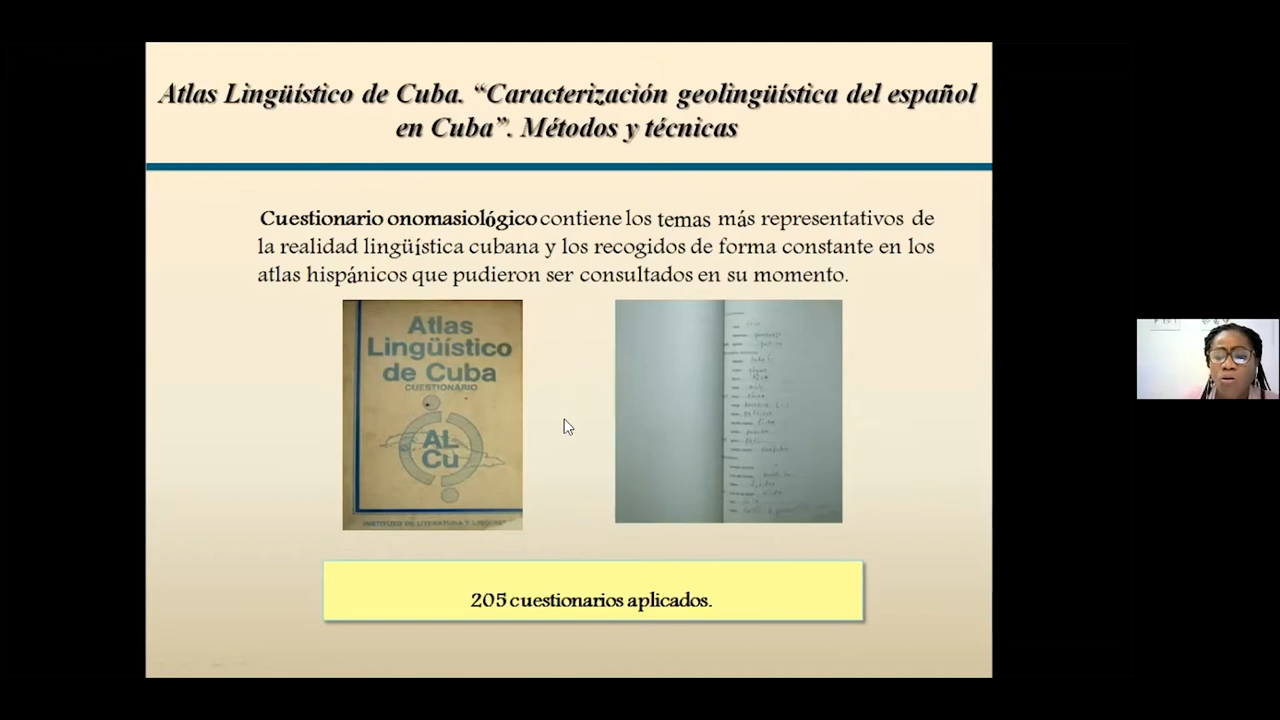 Atlas Lingüístico de Cuba. “Caracterización geolingüística del español
en Cuba”. Métodos y técnicas
Cuestionario onomasiológico contiene los temas más representativos de
la realidad lingüística cubana y los recogidos de forma constante en los
atlas hispánicos que pudieron ser consultados en su momento.
Atlas
Lingüístico
de Cuba
CUESTIONARIO
AL
Cu
INSTITUTO DE LITERATURA Y
205 cuestionarios aplicados.